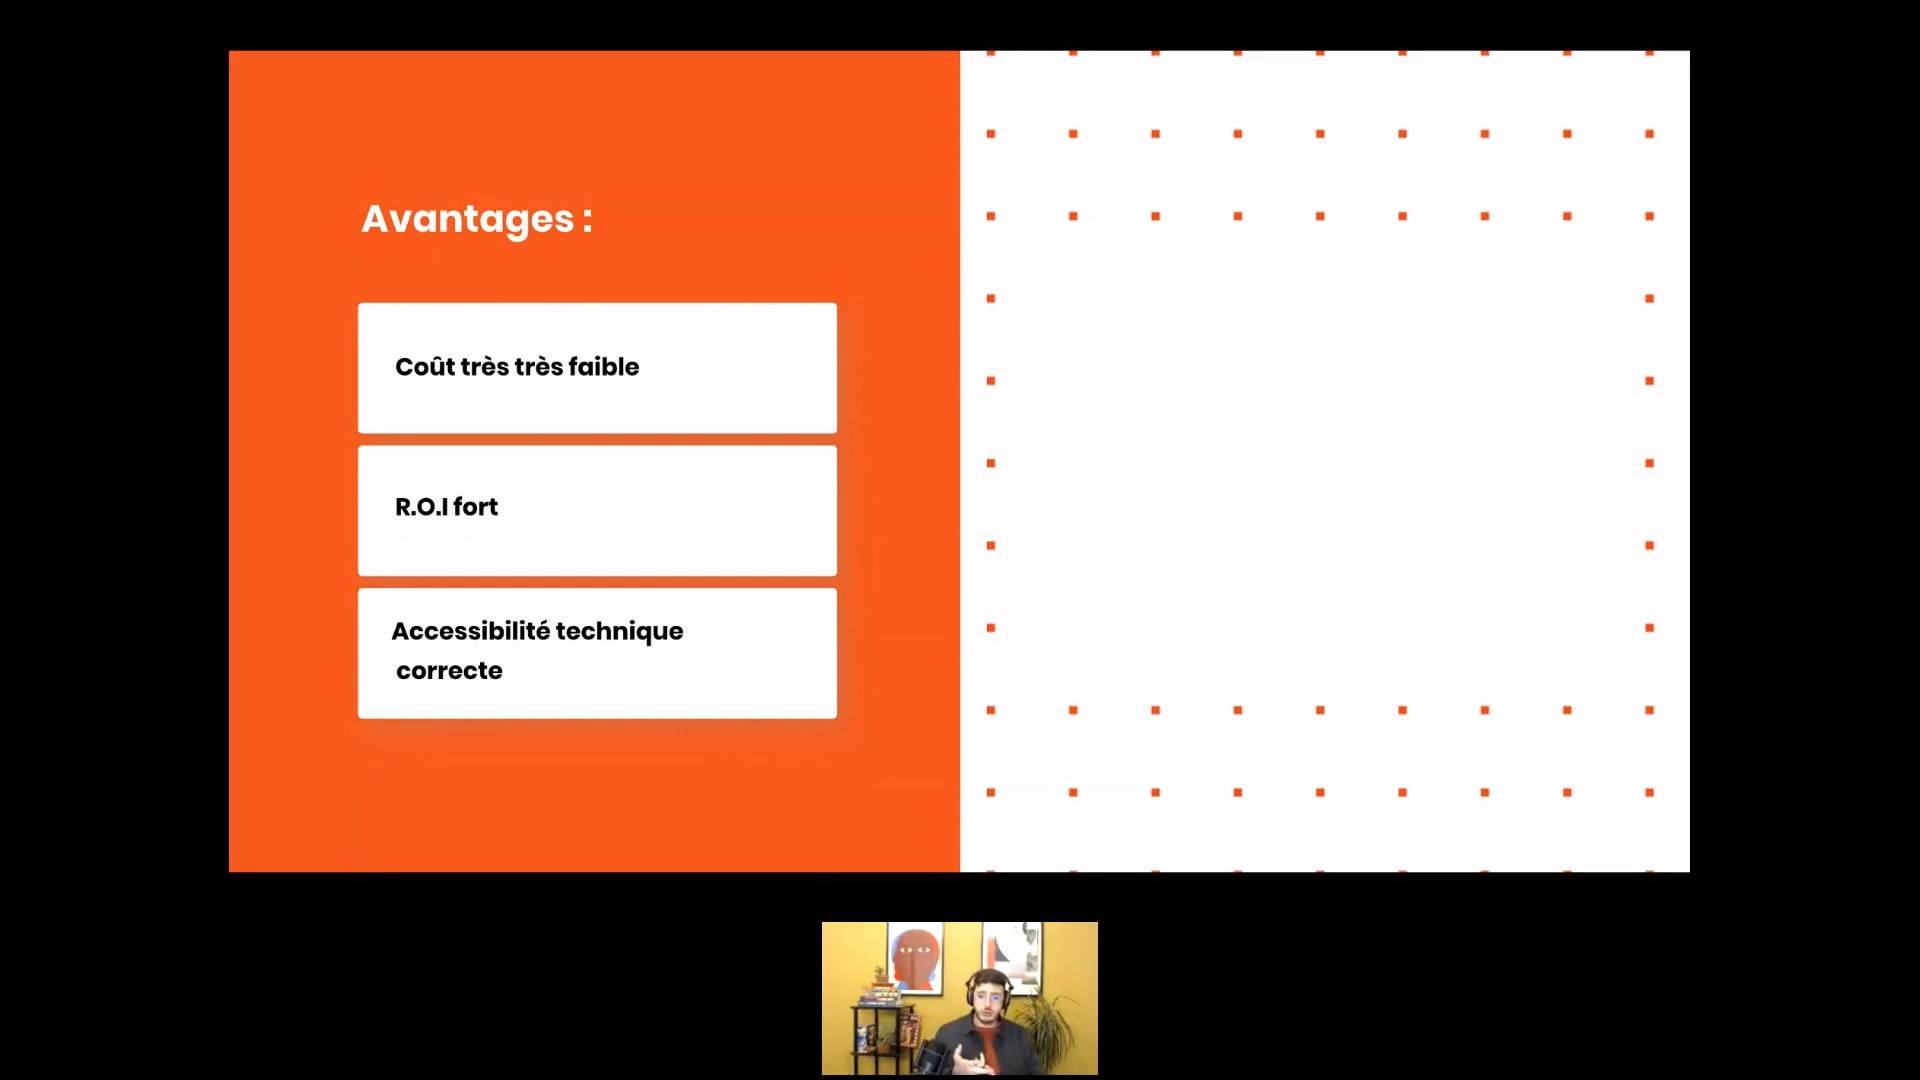 Avantages :
Coût très très faible
R.O.I fort
Accessibilité technique
correcte